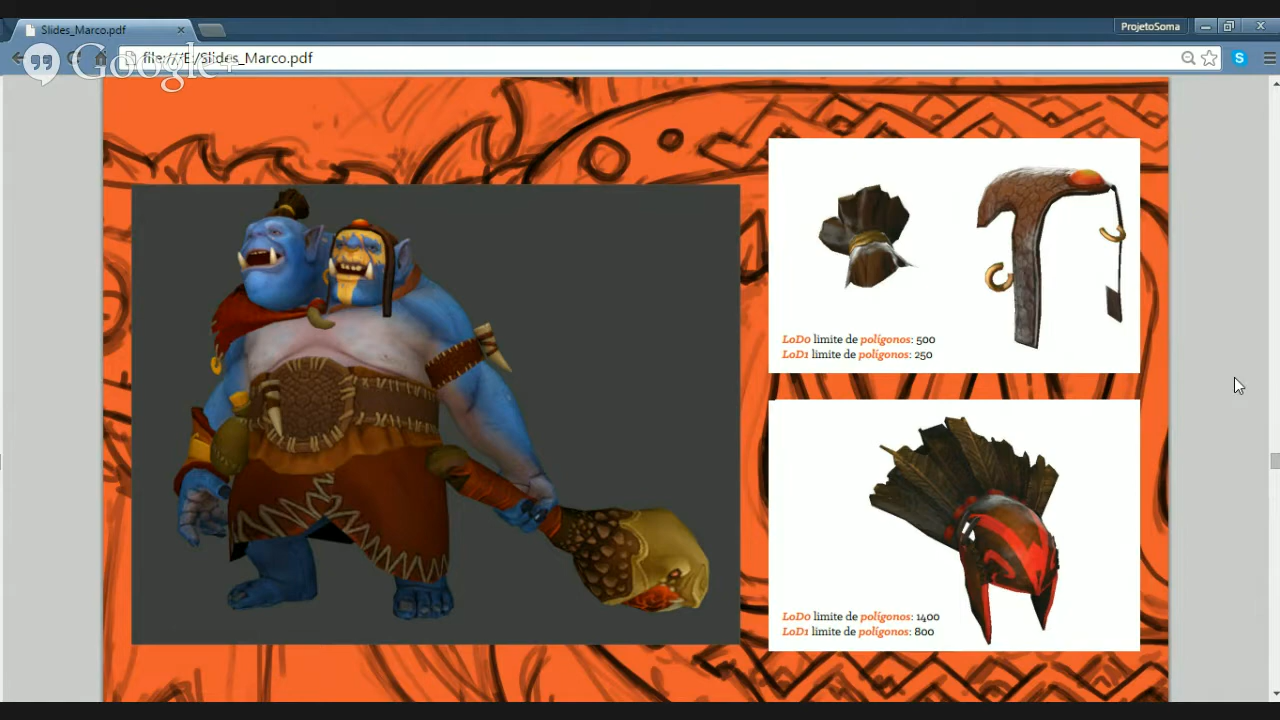 Slides_Marco.pdf
ProjetoSoma
Google+
file:///E:/Slides_Marco.pdf
S
LoD0 limite de polígonos: 500
LoD1 limite de polígonos: 250
LoD0 limite de polígonos: 1400
LoD1 limite de polígonos: 800